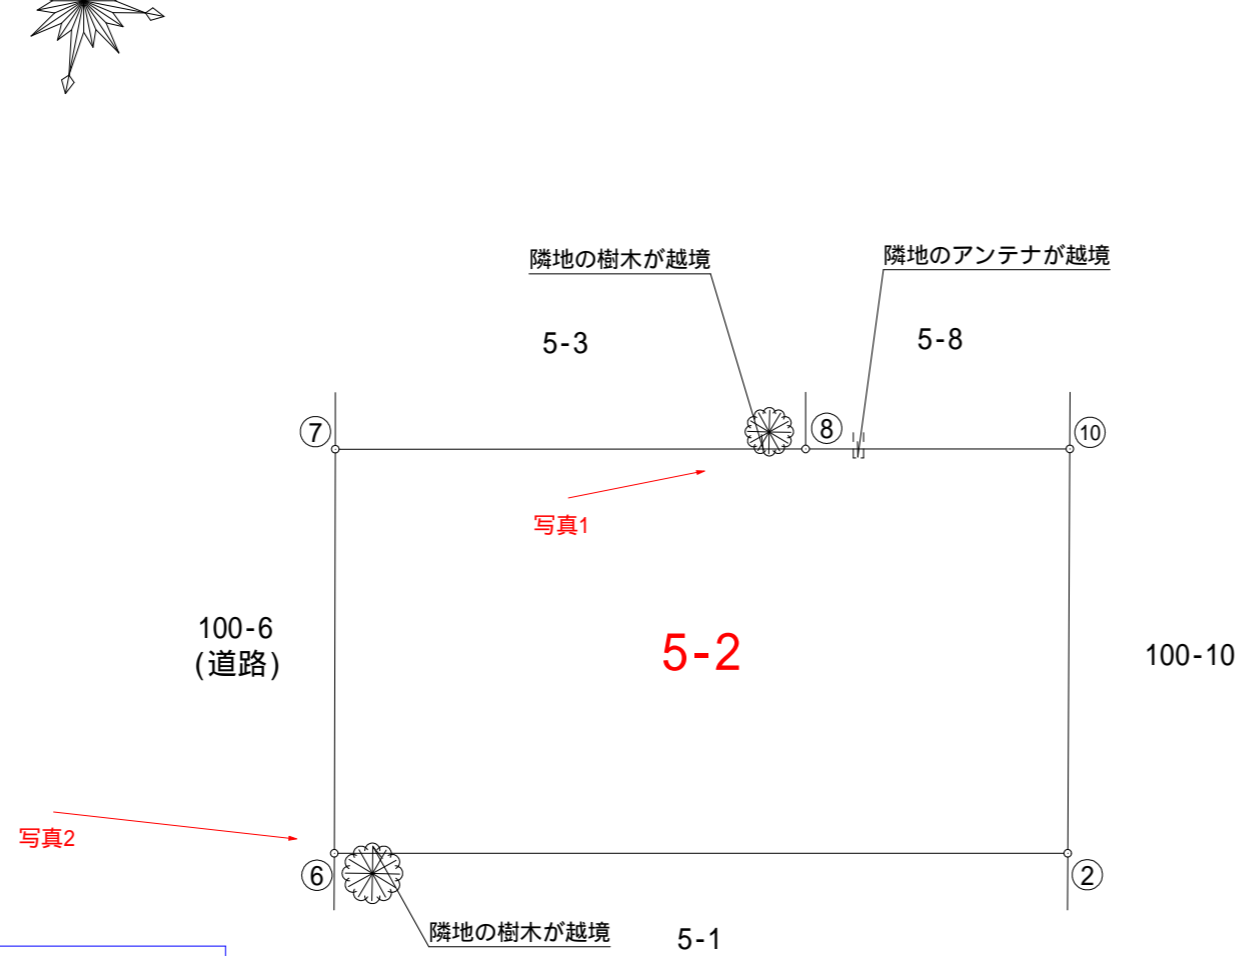 隣地の樹木が越境
隣地のアンテナが越境
5-3
5-8
⑦
⑧
⑩
写真1
100-6
(道路)
5-2
100-10
写真2
⑥
②
隣地の樹木が越境
5-1